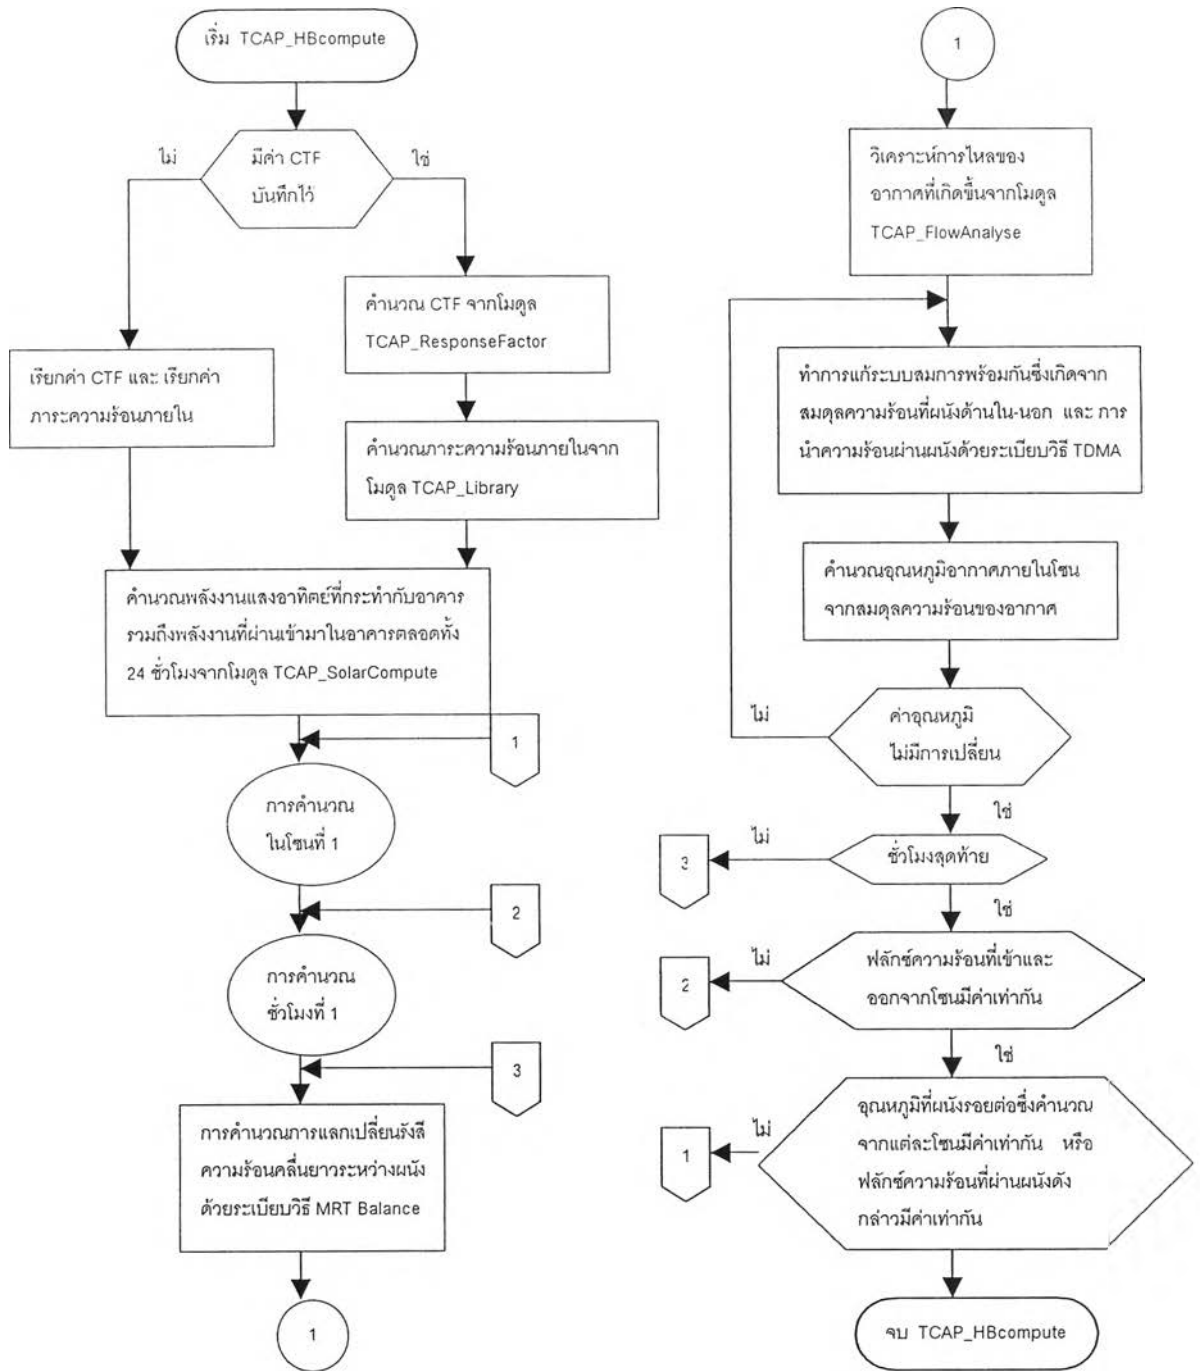 เริ่ม TCAP_HBcompute
ไม่
มีค่า CTF
บันทึกไว้
ใช่
คำนวณ CTF จากโมดูล
TCAP_ResponseFactor
เรียกค่า CTF และ เรียกค่า
ภาระความร้อนภายใน
คำนวณภาระความร้อนภายในจาก
โมดูล TCAP_Library
คำนวณพลังงานแสงอาทิตย์ที่กระทำกับอาคาร
รวมถึงพลังงานที่ผ่านเข้ามาในอาคารตลอดทั้ง
24 ชั่วโมงจากโมดูล TCAP_SolarCompute
1
การคำนวณ
ในโซนที่ 1
2
การคำนวณ
ชั่วโมงที่ 1
3
การคำนวณการแลกเปลี่ยนรังสี
ความร้อนคลื่นยาวระหว่างผนัง
ด้วยระเบียบวิธี MRT Balance
1
1
วิเคราะห์การไหลของ
อากาศที่เกิดขึ้นจากโมดูล
TCAP_FlowAnalyse
ทำการแก้ระบบสมการพร้อมกันซึ่งเกิดจาก
สมดุลความร้อนที่ผนังด้านใน-นอก และ การ
นำความร้อนผ่านผนังด้วยระเบียบวิธี TDMA
คำนวณอุณหภูมิอากาศภายในโซน
จากสมดุลความร้อนของอากาศ
ไม่
ค่าอุณหภูมิ
ไม่มีการเปลี่ยน
ใช่
ไม่
3
ชั่วโมงสุดท้าย
ใช่
ไม่
2
ฟลักซ์ความร้อนที่เข้าและ
ออกจากโซนมีค่าเท่ากัน
ใช่
ไม่
1
อุณหภูมิที่ผนังรอยต่อซึ่งคำนวณ
จากแต่ละโซนมีค่าเท่ากัน หรือ
ฟลักซ์ความร้อนที่ผ่านผนังดัง
กล่าวมีค่าเท่ากัน
จบ TCAP_HBcompute